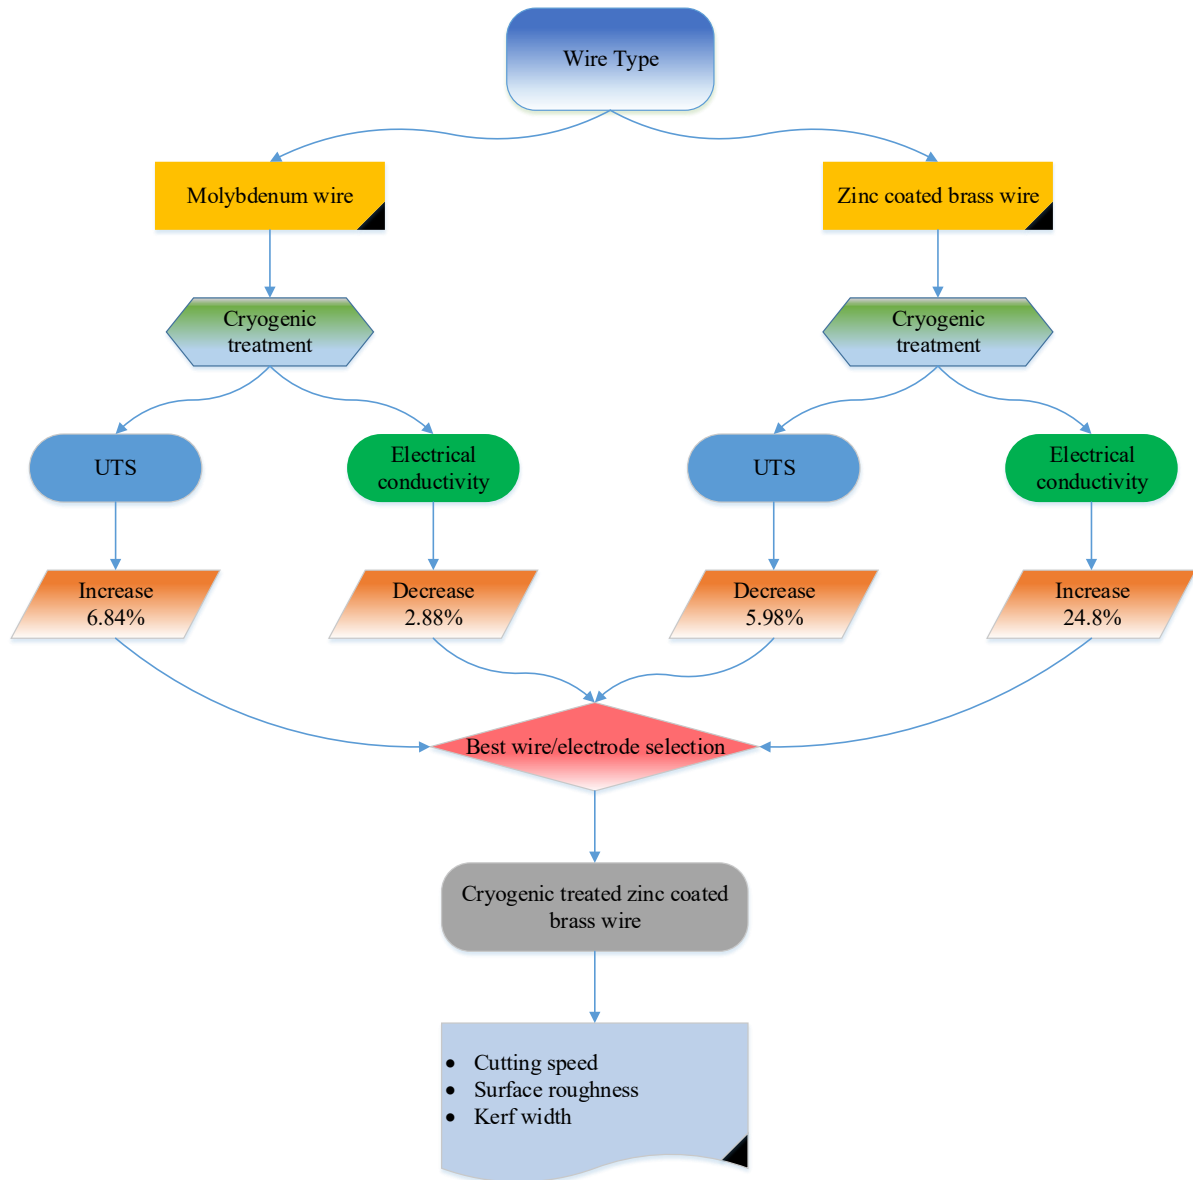 Wire Type
Molybdenum wire
Zinc coated brass wire
Cryogenic
treatment
Cryogenic
treatment
UTS
Electrical
conductivity
UTS
Electrical
conductivity
Increase
6.84%
Decrease
2.88%
Decrease
5.98%
Increase
24.8%
Best wire/electrode selection
Cryogenic treated zinc coated
brass wire
• Cutting speed
• Surface roughness
• Kerf width